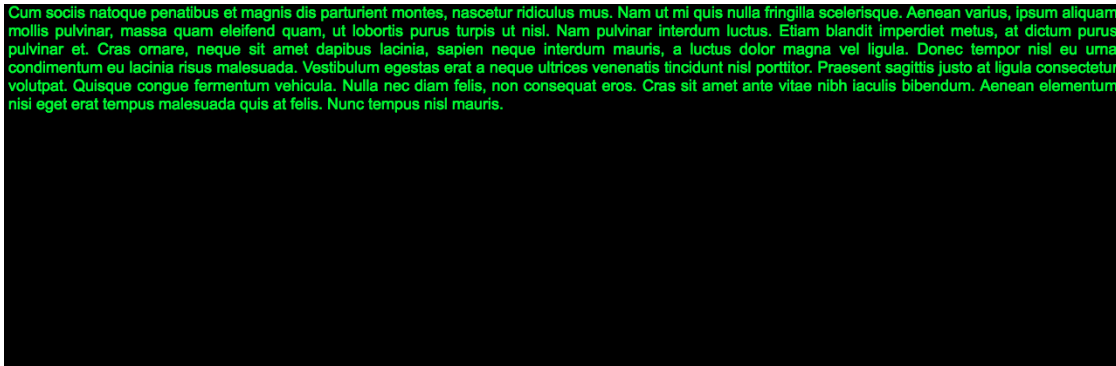 Cum sociis natoque penatibus et magnis dis parturient montes, nascetur ridiculus mus. Nam ut mi quis nulla fringilla scelerisque. Aenean varius, ipsum aliquam
mollis pulvinar, massa quam eleifend quam, ut lobortis purus turpis ut nisl. Nam pulvinar interdum luctus. Etiam blandit imperdiet metus, at dictum purus
pulvinar et. Cras ornare, neque sit amet dapibus lacinia, sapien neque interdum mauris, a luctus dolor magna vel ligula. Donec tempor nisl eu urna
condimentum eu lacinia risus malesuada. Vestibulum egestas erat a neque ultrices venenatis tincidunt nisl porttitor. Praesent sagittis justo at ligula consectetur
volutpat. Quisque congue fermentum vehicula. Nulla nec diam felis, non consequat eros. Cras sit amet ante vitae nibh iaculis bibendum. Aenean elementum
nisi eget erat tempus malesuada quis at felis. Nunc tempus nisl mauris.